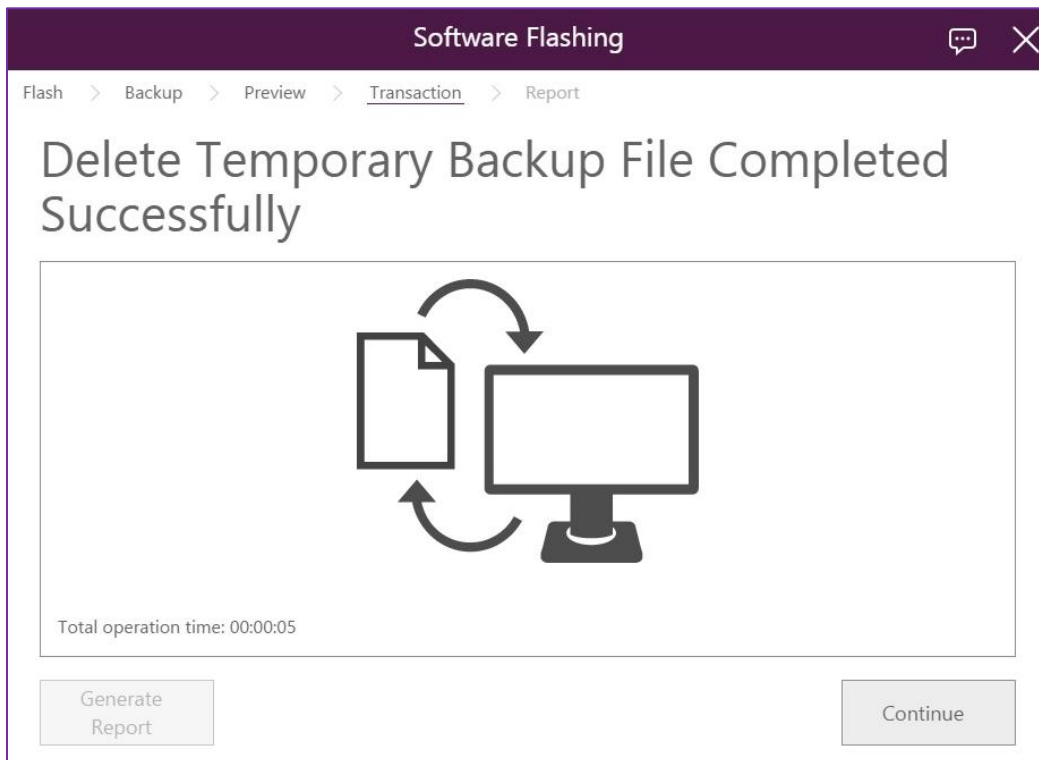 Software Flashing
Flash > Backup > Preview > Transaction > Report
Delete Temporary Backup File Completed
Successfully
Total operation time: 00:00:05
Generate
Report
Continue